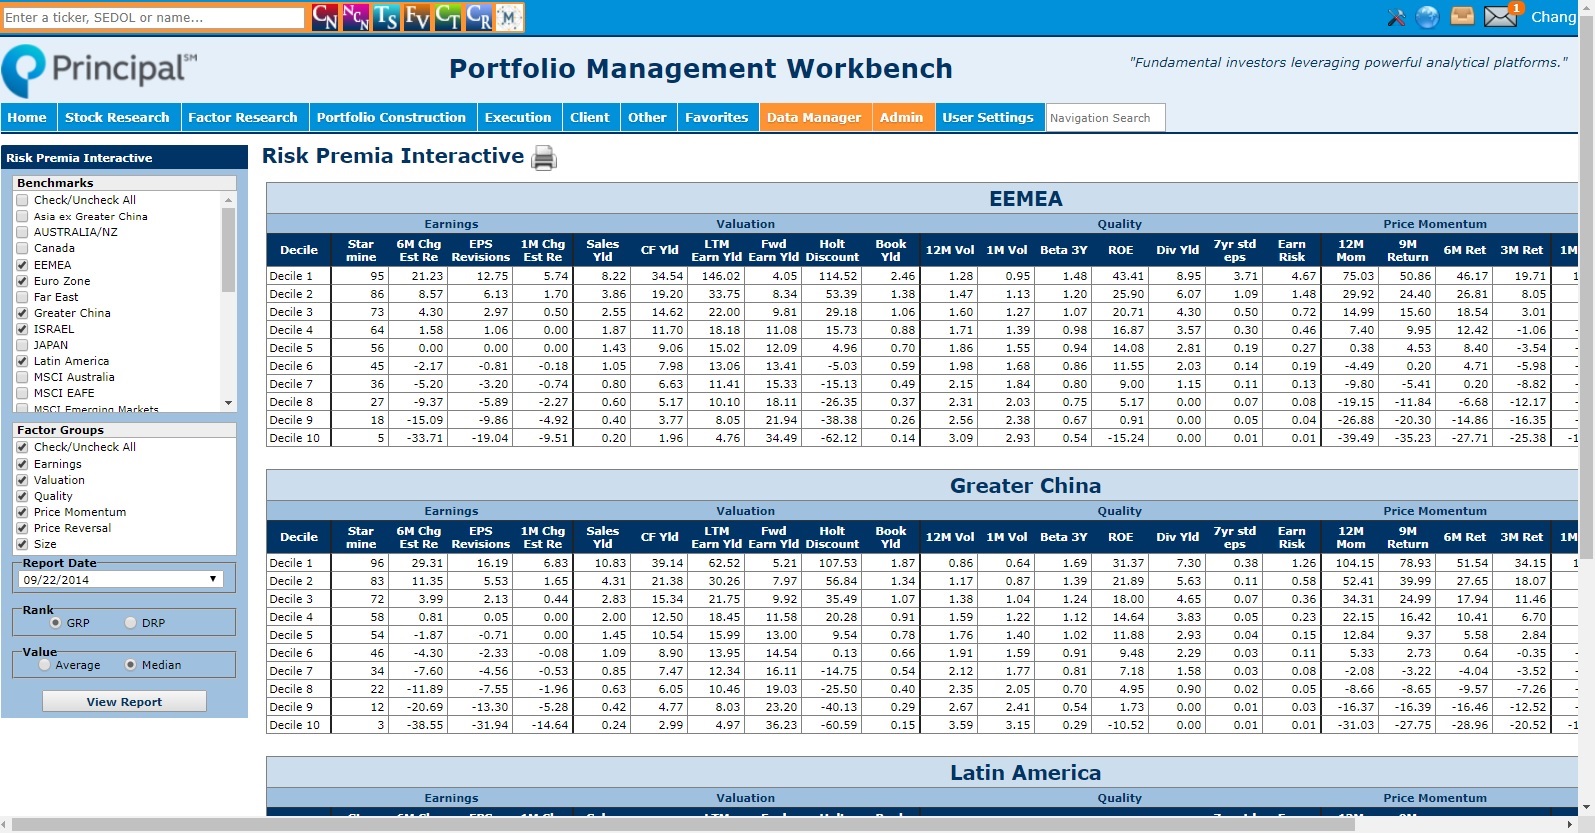 Enter a ticker, SEDOL or name...
CN NCN TS FV CT CR M
1
Chang
Principal℠
Portfolio Management Workbench
"Fundamental investors leveraging powerful analytical platforms."
Home Stock Research Factor Research Portfolio Construction Execution Client Other Favorites Data Manager Admin User Settings Navigation Search
Risk Premia Interactive
Benchmarks
Check/Uncheck All
Asia ex Greater China
AUSTRALIA/NZ
Canada
EEMEA
Euro Zone
Far East
Greater China
ISRAEL
JAPAN
Latin America
MSCI Australia
MSCI EAFE
MSCI Emerging Markets
Factor Groups
Check/Uncheck All
Earnings
Valuation
Quality
Price Momentum
Price Reversal
Size
Report Date
09/22/2014
Rank
GRP DRP
Value
Average Median
View Report
Risk Premia Interactive
EEMEA
Earnings Valuation Quality Price Momentum
Decile Star mine 6M Chg Est Re EPS Revisions 1M Chg Est Re Sales Yld CF Yld LTM Earn Yld Fwd Earn Yld Holt Discount Book Yld 12M Vol 1M Vol Beta 3Y ROE Div Yld 7yr std eps Earn Risk 12M Mom 9M Return 6M Ret 3M Ret 1M
Decile 1 95 21.23 12.75 5.74 8.22 34.54 146.02 4.05 114.52 2.46 1.28 0.95 1.48 43.41 8.95 3.71 4.67 75.03 50.86 46.17 19.71 1
Decile 2 86 8.57 6.13 1.70 3.86 19.20 33.75 8.34 53.39 1.38 1.47 1.13 1.20 25.90 6.07 1.09 1.48 29.92 24.40 26.81 8.05
Decile 3 73 4.30 2.97 0.50 2.55 14.62 22.00 9.81 29.18 1.06 1.60 1.27 1.07 20.71 4.30 0.50 0.72 14.99 15.60 18.54 3.01
Decile 4 64 1.58 1.06 0.00 1.87 11.70 18.18 11.08 15.73 0.88 1.71 1.39 0.98 16.87 3.57 0.30 0.46 7.40 9.95 12.42 -1.06 -
Decile 5 56 0.00 0.00 0.00 1.43 9.06 15.02 12.09 4.96 0.70 1.86 1.55 0.94 14.08 2.81 0.19 0.27 0.38 4.53 8.40 -3.54 -
Decile 6 45 -2.17 -0.81 -0.18 1.05 7.98 13.06 13.41 -5.03 0.59 1.98 1.68 0.86 11.55 2.03 0.14 0.19 -4.49 0.20 4.71 -5.98 -
Decile 7 36 -5.20 -3.20 -0.74 0.80 6.63 11.41 15.33 -15.13 0.49 2.15 1.84 0.80 9.00 1.15 0.11 0.13 -9.80 -5.41 0.20 -8.82 -
Decile 8 27 -9.37 -5.89 -2.27 0.60 5.17 10.10 18.11 -26.35 0.37 2.31 2.03 0.75 5.17 0.00 0.07 0.08 -19.15 -11.84 -6.68 -12.17 -
Decile 9 18 -15.09 -9.86 -4.92 0.40 3.77 8.05 21.94 -38.38 0.26 2.56 2.38 0.67 0.91 0.00 0.05 0.04 -26.88 -20.30 -14.86 -16.35 -
Decile 10 5 -33.71 -19.04 -9.51 0.20 1.96 4.76 34.49 -62.12 0.14 3.09 2.93 0.54 -15.24 0.00 0.01 0.01 -39.49 -35.23 -27.71 -25.38 -1
Greater China
Earnings Valuation Quality Price Momentum
Decile Star mine 6M Chg Est Re EPS Revisions 1M Chg Est Re Sales Yld CF Yld LTM Earn Yld Fwd Earn Yld Holt Discount Book Yld 12M Vol 1M Vol Beta 3Y ROE Div Yld 7yr std eps Earn Risk 12M Mom 9M Return 6M Ret 3M Ret 1M
Decile 1 96 29.31 16.19 6.83 10.83 39.14 62.52 5.21 107.53 1.87 0.86 0.64 1.69 31.37 7.30 0.38 1.26 104.15 78.93 51.54 34.15 1
Decile 2 83 11.35 5.53 1.65 4.31 21.38 30.26 7.97 56.84 1.34 1.17 0.87 1.39 21.89 5.63 0.11 0.58 52.41 39.99 27.65 18.07
Decile 3 72 3.99 2.13 0.44 2.83 15.34 21.75 9.92 35.49 1.07 1.38 1.04 1.24 18.00 4.65 0.07 0.36 34.31 24.99 17.94 11.46
Decile 4 58 0.81 0.05 0.00 2.00 12.50 18.45 11.58 20.28 0.91 1.59 1.22 1.12 14.64 3.83 0.05 0.23 22.15 16.42 10.41 6.70
Decile 5 54 -1.87 -0.71 0.00 1.45 10.54 15.99 13.00 9.54 0.78 1.76 1.40 1.02 11.88 2.93 0.04 0.15 12.84 9.37 5.58 2.84
Decile 6 46 -4.30 -2.33 -0.08 1.09 8.90 13.95 14.54 0.13 0.66 1.91 1.59 0.91 9.48 2.29 0.03 0.11 5.33 2.73 0.64 -0.35 -
Decile 7 34 -7.60 -4.56 -0.53 0.85 7.47 12.34 16.11 -14.75 0.54 2.12 1.77 0.81 7.18 1.58 0.03 0.08 -2.08 -3.22 -4.04 -3.52 -
Decile 8 22 -11.89 -7.55 -1.96 0.63 6.05 10.46 19.03 -25.50 0.40 2.35 2.05 0.70 4.95 0.90 0.02 0.05 -8.66 -8.65 -9.57 -7.26 -
Decile 9 12 -20.69 -13.30 -5.28 0.42 4.77 8.03 23.20 -40.13 0.29 2.67 2.41 0.54 1.73 0.00 0.01 0.03 -16.37 -16.39 -16.46 -12.52 -
Decile 10 3 -38.55 -31.94 -14.64 0.24 2.99 4.97 36.23 -60.59 0.15 3.59 3.15 0.29 -10.52 0.00 0.01 0.01 -31.03 -27.75 -28.96 -20.52 -1
Latin America
Earnings Valuation Quality Price Momentum